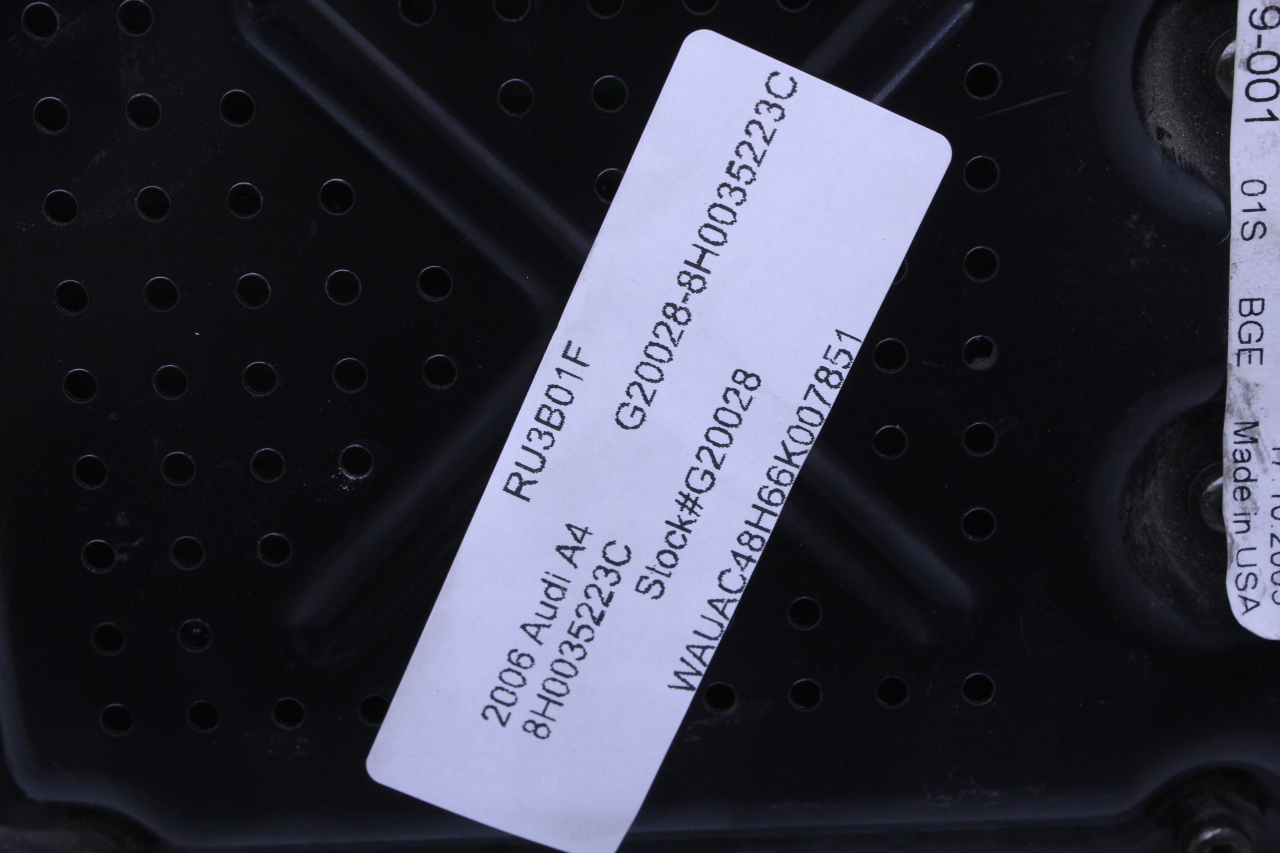 RU3B01F
2006 Audi A4
8H0035223C
G20028-8H0035223C
Stock#G20028
WAUAC48H66K007851
9-001
01S
BGE
Made in USA